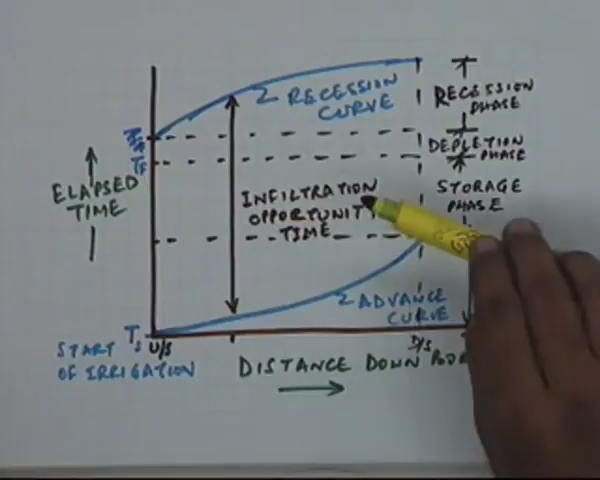 RECESSION CURVE
RECESSION
PHASE
DEPLETION
PHASE
STORAGE
PHASE
ELAPSED
TIME
INFILTRATION
OPPORTUNITY
TIME
ADVANCE
CURVE
Ts
U/S
D/S
START
OF IRRIGATION
DISTANCE DOWN